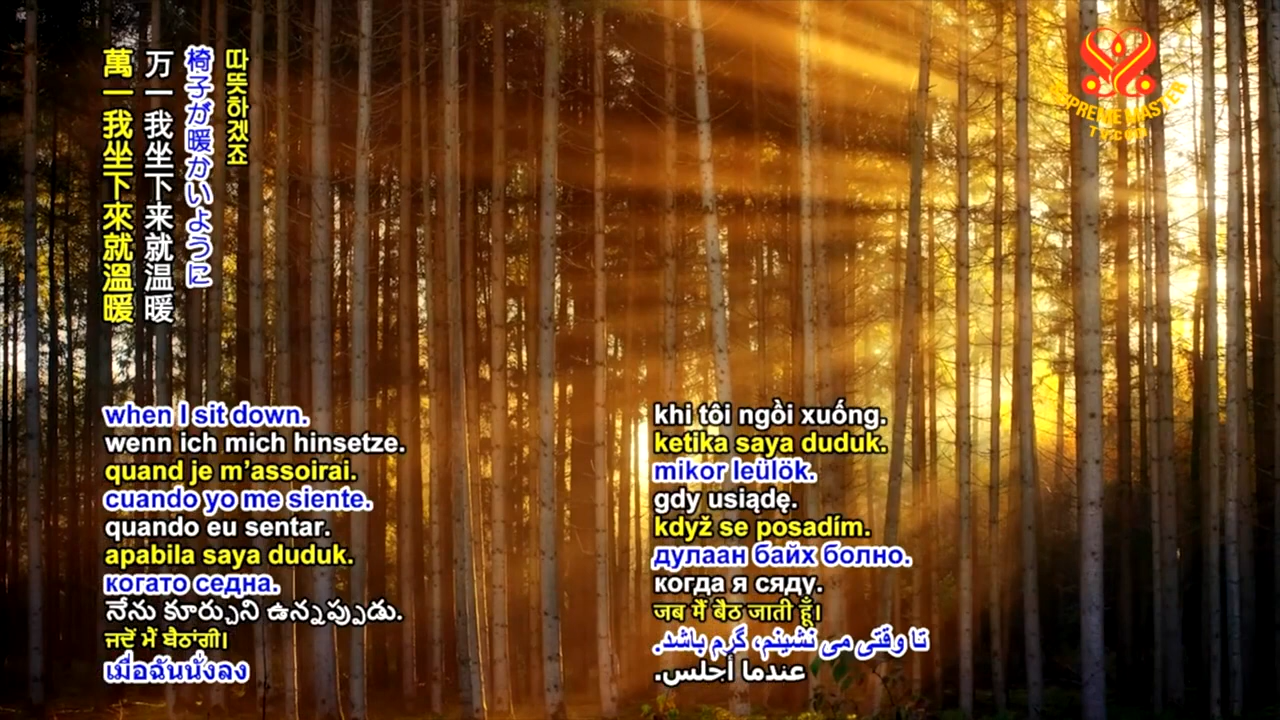 萬一我坐下來就溫暖
万一我坐下来就温暖
椅子が暖かいように
따뜻하겠죠
SUPREME MASTER
TV.COM
when I sit down.
wenn ich mich hinsetze.
quand je m’assoirai.
cuando yo me siente.
quando eu sentar.
apabila saya duduk.
когато седна.
నేను కూర్చుని ఉన్నప్పుడు.
ਜਦੋਂ ਮੈਂ ਬੈਠਾਂਗੀ।
เมื่อฉันนั่งลง
khi tôi ngồi xuống.
ketika saya duduk.
mikor leülök.
gdy usiądę.
když se posadím.
дулаан байх болно.
когда я сяду.
जब मैं बैठ जाती हूँ।
تا وقتی می نشینم، گرم باشد.
عندما أجلس.